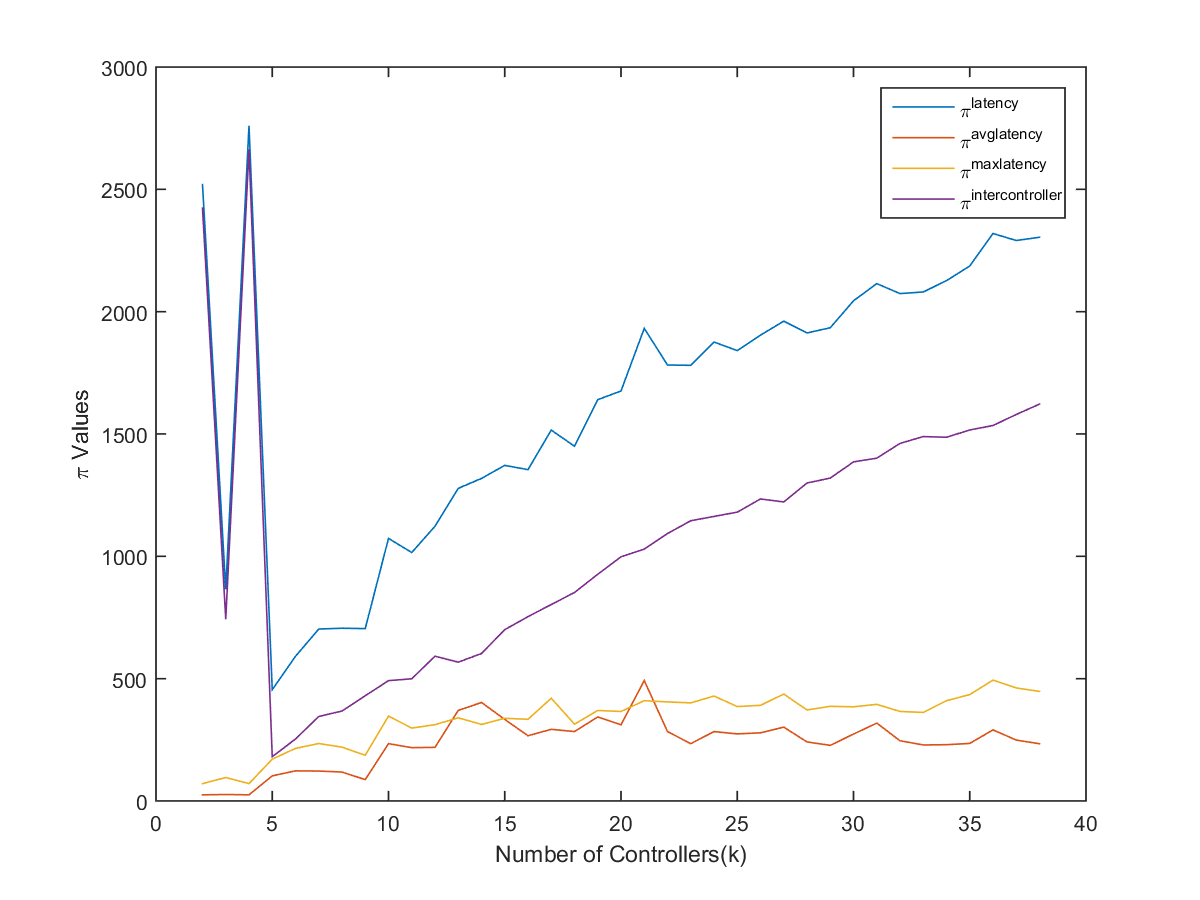 3000
2500
2000
1500
1000
500
0
π Values
0 5 10 15 20 25 30 35 40
Number of Controllers(k)
π^latency
π^avglatency
π^maxlatency
π^intercontroller